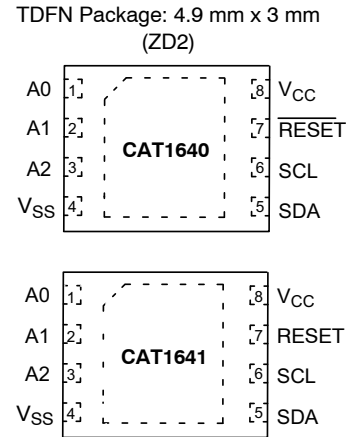 TDFN Package: 4.9 mm x 3 mm
(ZD2)
A0 1 8 VCC
A1 2 7 RESET
CAT1640
A2 3 6 SCL
VSS 4 5 SDA
A0 1 8 VCC
A1 2 7 RESET
CAT1641
A2 3 6 SCL
VSS 4 5 SDA